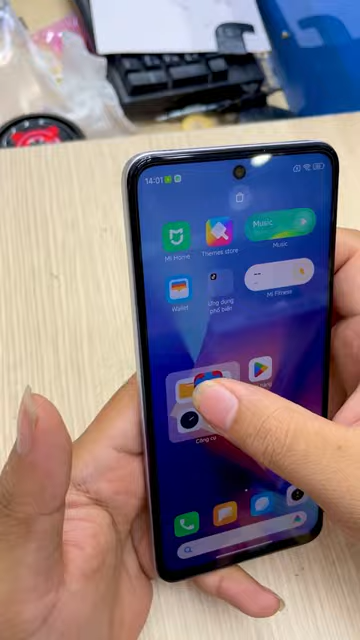 14:01
Music
Mi Home
Themes store
Music
Wallet
Ứng dụng
phổ biến
Mi Fitness
Công cụ